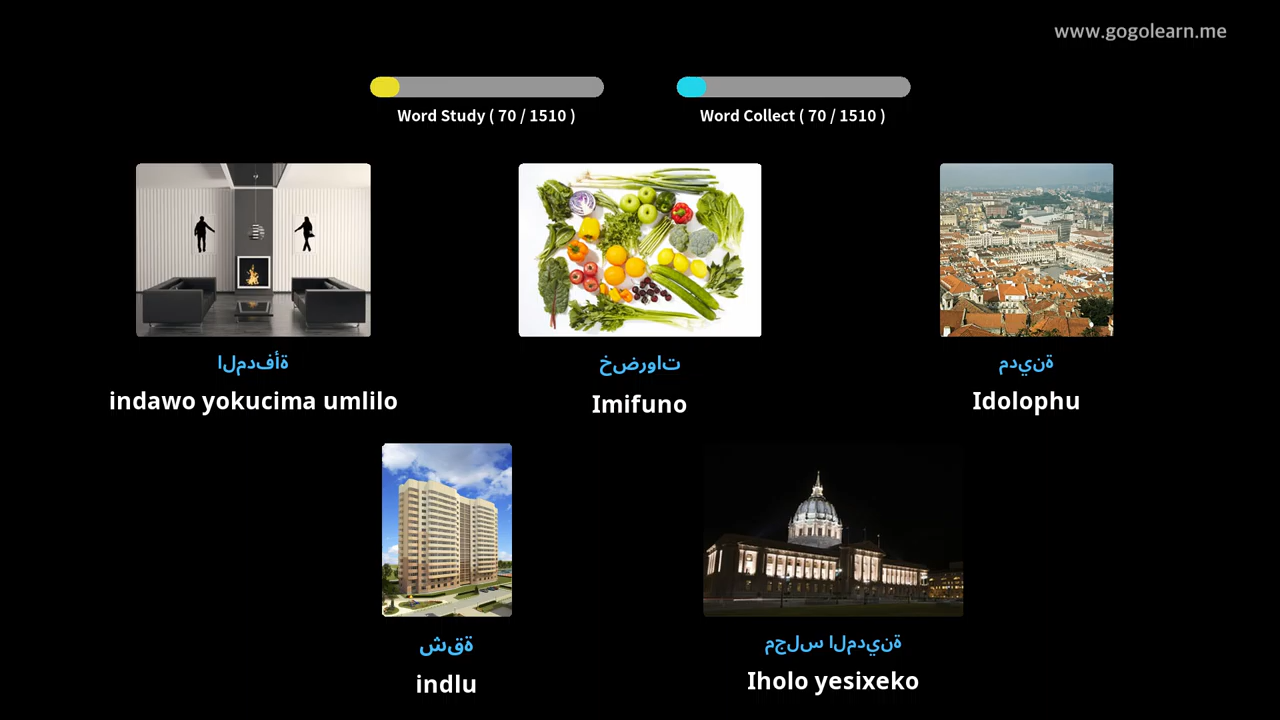 www.gogolearn.me
Word Study ( 70 / 1510 )
Word Collect ( 70 / 1510 )
المدفأة
indawo yokucima umlilo
خضروات
Imifuno
مدينة
Idolophu
شقة
indlu
مجلس المدينة
Iholo yesixeko